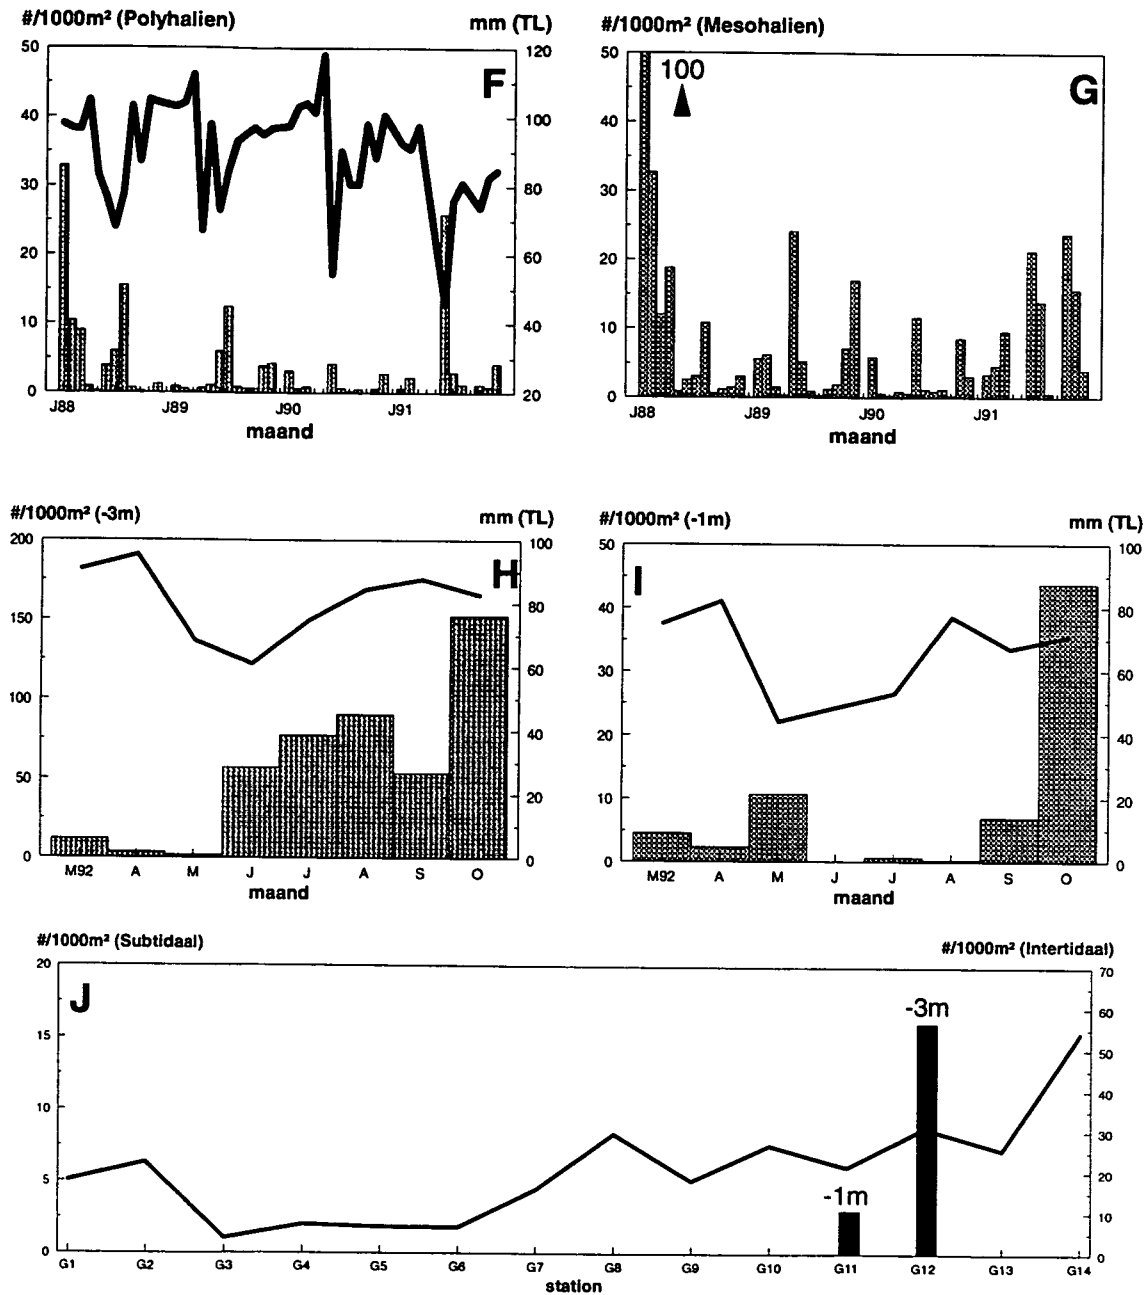 #/1000m² (Polyhalien) mm (TL)
50 120
F
40 100
30 80
60
20
40
10
0 20
J88 J89 J90 J91
maand
#/1000m² (Mesohalien)
50
100
G
40
30
20
10
0
J88 J89 J90 J91
maand
#/1000m² (-3m) mm (TL)
200 100
H
150 80
60
100
40
50
20
0 0
M92 A M J J A S O
maand
#/1000m² (-1m) mm (TL)
50 100
I
40 80
30 60
20 40
10 20
0 0
M92 A M J J A S O
maand
#/1000m² (Subtidaal) #/1000m² (Intertidaal)
20 70
J
-3m
60
15
50
40
10
30
5 20
-1m
10
0 0
G1 G2 G3 G4 G5 G6 G7 G8 G9 G10 G11 G12 G13 G14
station